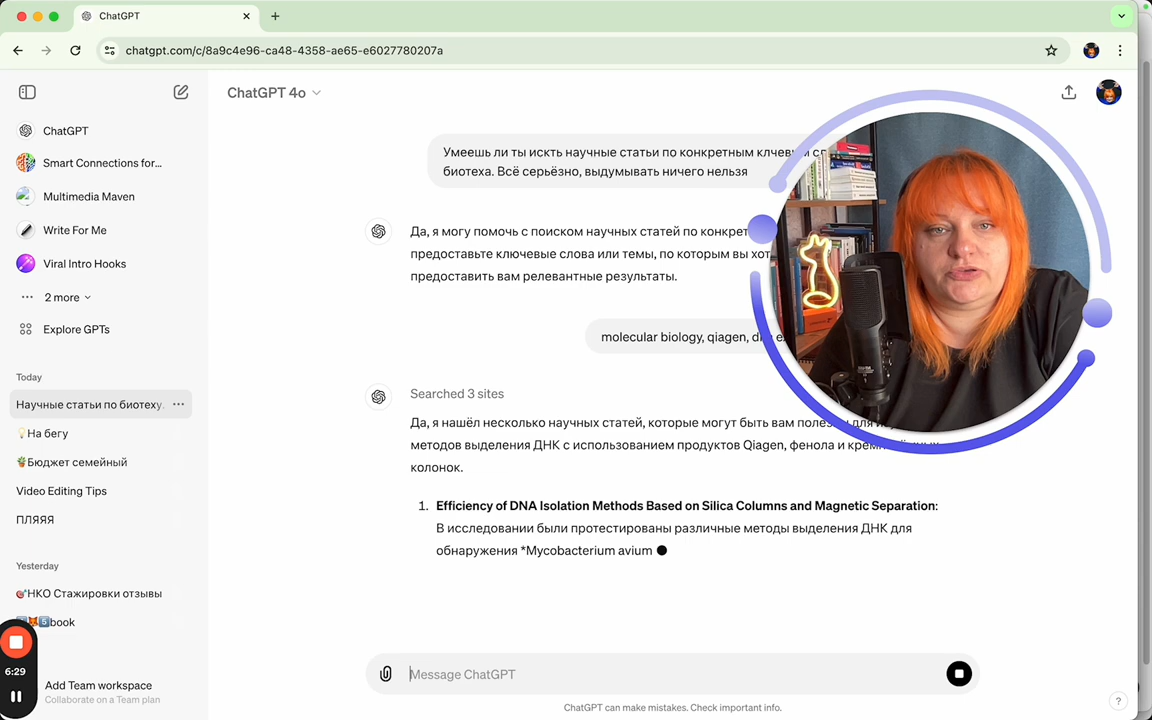 ChatGPT
chatgpt.com/c/8a9c4e96-ca48-4358-ae65-e6027780207a
ChatGPT 4o
ChatGPT
Smart Connections for...
Multimedia Maven
Write For Me
Viral Intro Hooks
2 more
Explore GPTs
Today
Научные статьи по биотеху
💡На бегу
🪴Бюджет семейный
Video Editing Tips
ПЛЯЯЯ
Yesterday
🎯НКО Стажировки отзывы
🦊5️⃣book
6:29
Add Team workspace
Collaborate on a Team plan
Умеешь ли ты искть научные статьи по конкретным клчевым
биотеха. Всё серьёзно, выдумывать ничего нельзя
Да, я могу помочь с поиском научных статей по
предоставьте ключевые слова или темы, по которым вы
предоставить вам релевантные результаты.
molecular biology, qiagen,
Searched 3 sites
Да, я нашёл несколько научных статей, которые могут быть вам
методов выделения ДНК с использованием продуктов Qiagen, фенола и
колонок.
1. Efficiency of DNA Isolation Methods Based on Silica Columns and Magnetic Separation:
В исследовании были протестированы различные методы выделения ДНК для
обнаружения *Mycobacterium avium
Message ChatGPT
ChatGPT can make mistakes. Check important info.
?